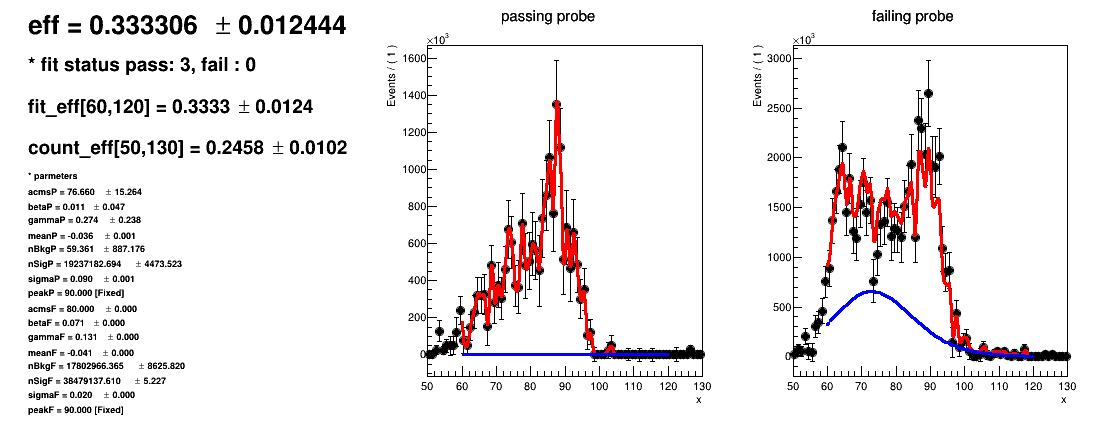 eff = 0.333306 ± 0.012444
* fit status pass: 3, fail : 0
fit_eff[60,120] = 0.3333 ± 0.0124
count_eff[50,130] = 0.2458 ± 0.0102
* parmeters
acmsP = 76.660 ± 15.264
betaP = 0.011 ± 0.047
gammaP = 0.274 ± 0.238
meanP = -0.036 ± 0.001
nBkgP = 59.361 ± 887.176
nSigP = 19237182.694 ± 4473.523
sigmaP = 0.090 ± 0.001
peakP = 90.000 [Fixed]
acmsF = 80.000 ± 0.000
betaF = 0.071 ± 0.000
gammaF = 0.131 ± 0.000
meanF = -0.041 ± 0.000
nBkgF = 17802966.365 ± 8625.820
nSigF = 38479137.610 ± 5.227
sigmaF = 0.020 ± 0.000
peakF = 90.000 [Fixed]
passing probe
×10³
Events / ( 1 )
1600
1400
1200
1000
800
600
400
200
0
50 60 70 80 90 100 110 120 130
x
failing probe
×10³
Events / ( 1 )
3000
2500
2000
1500
1000
500
0
50 60 70 80 90 100 110 120 130
x